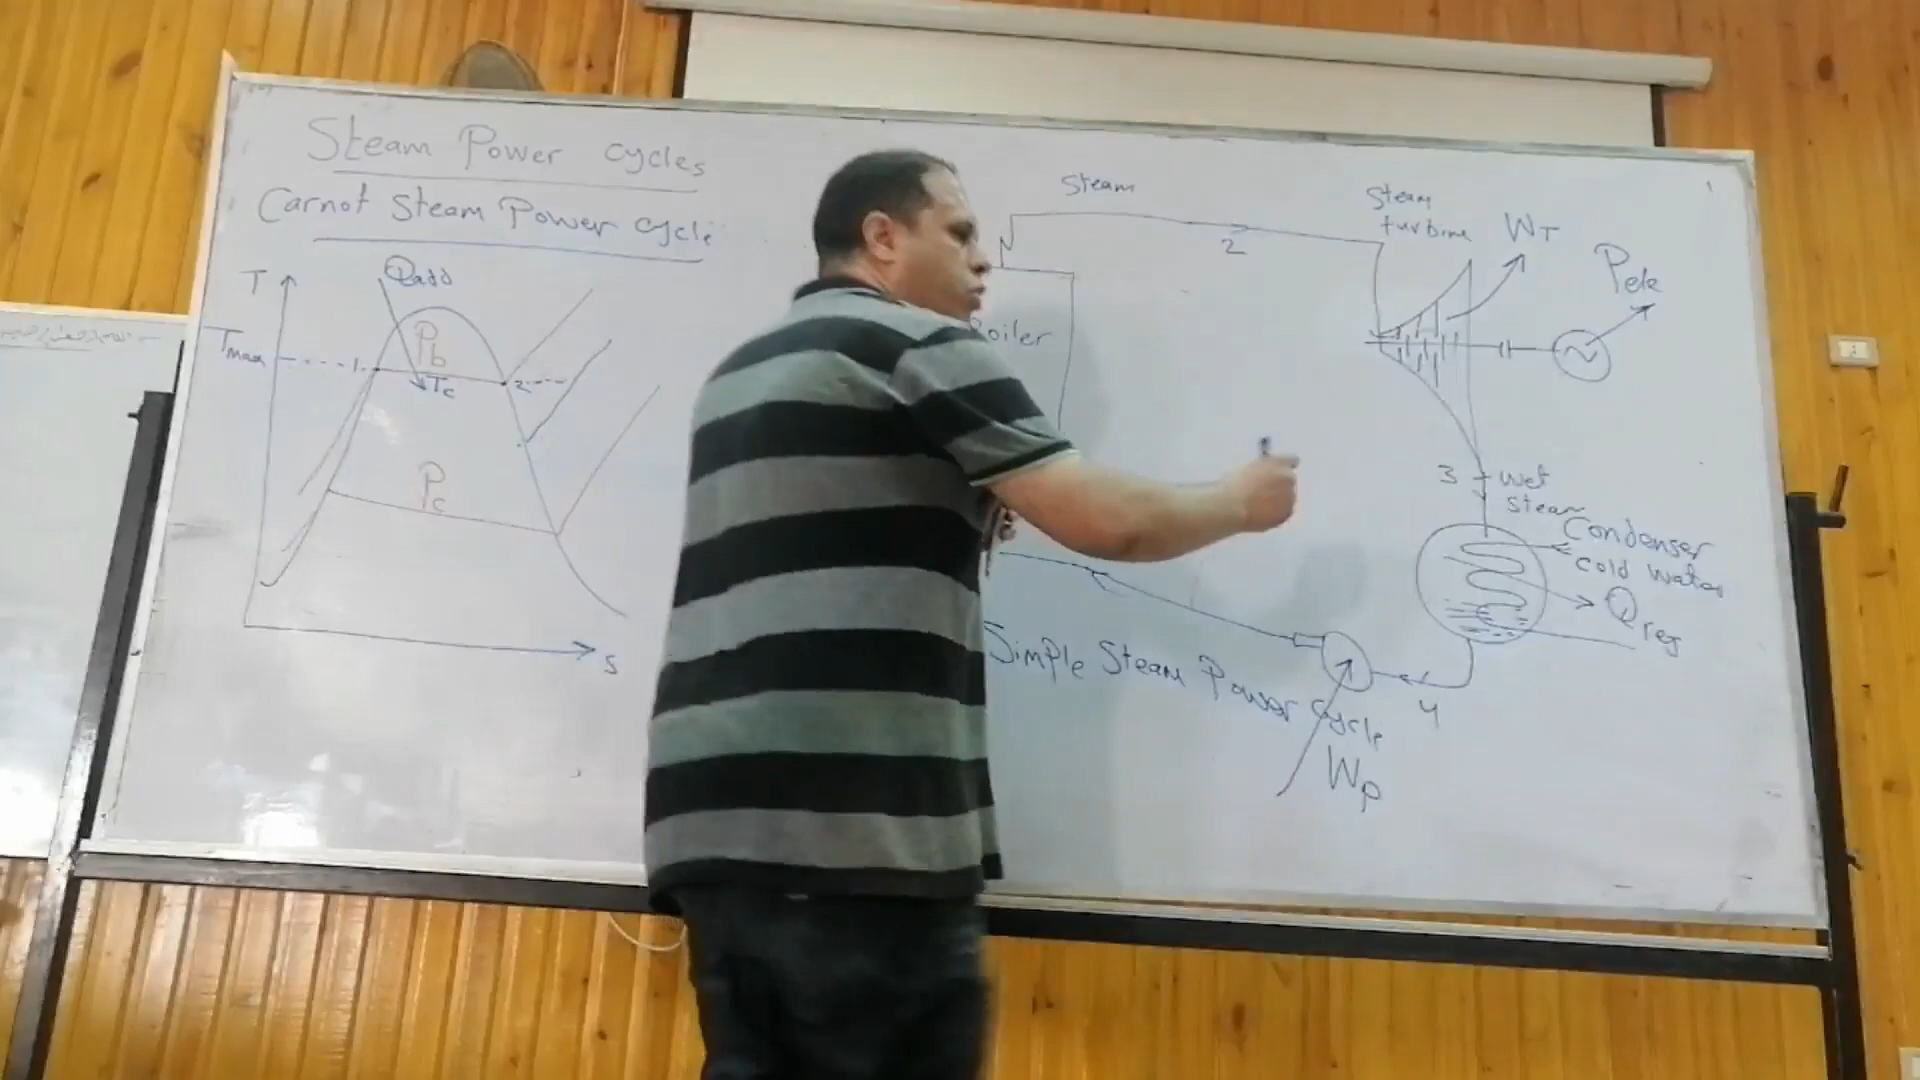 Steam Power cycles
Carnot Steam Power cycle
Qadd
T
Tmax
1
Pb
Tc
2
Pc
s
Steam
2
Steam
turbine
WT
Pele
Boiler
3
Wet
steam
Condenser
cold water
Qrej
4
Simple Steam Power cycle
Wp